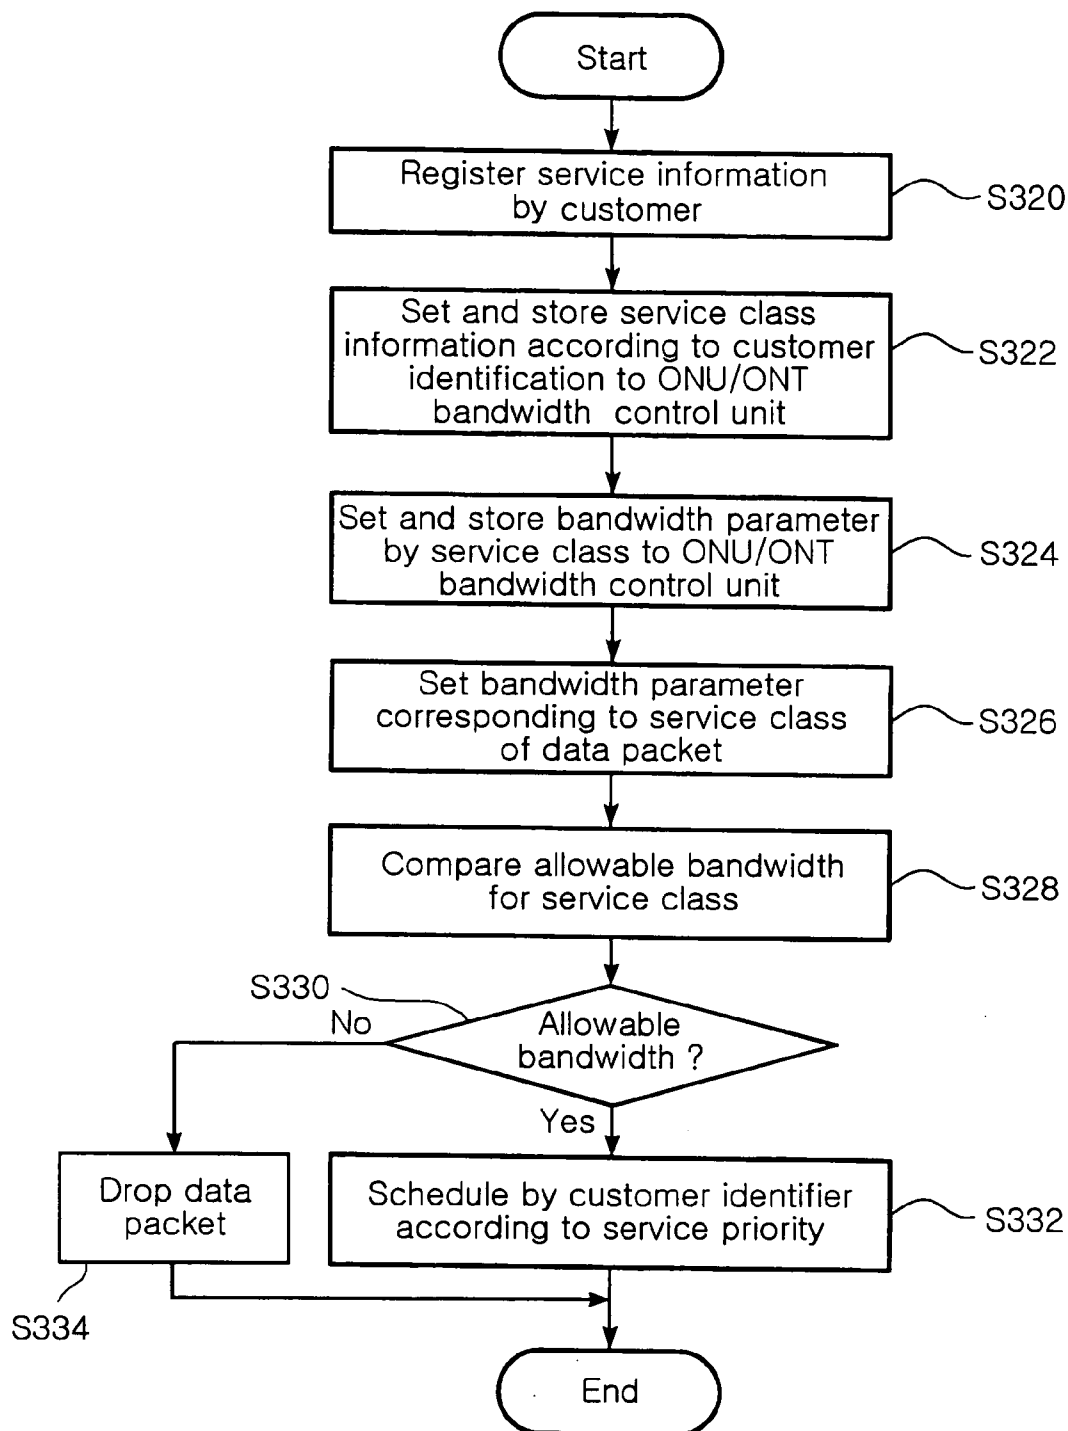 Start
Register service information
by customer
S320
Set and store service class
information according to customer
identification to ONU/ONT
bandwidth control unit
S322
Set and store bandwidth parameter
by service class to ONU/ONT
bandwidth control unit
S324
Set bandwidth parameter
corresponding to service class
of data packet
S326
Compare allowable bandwidth
for service class
S328
S330
No
Allowable
bandwidth ?
Yes
Drop data
packet
Schedule by customer identifier
according to service priority
S332
S334
End